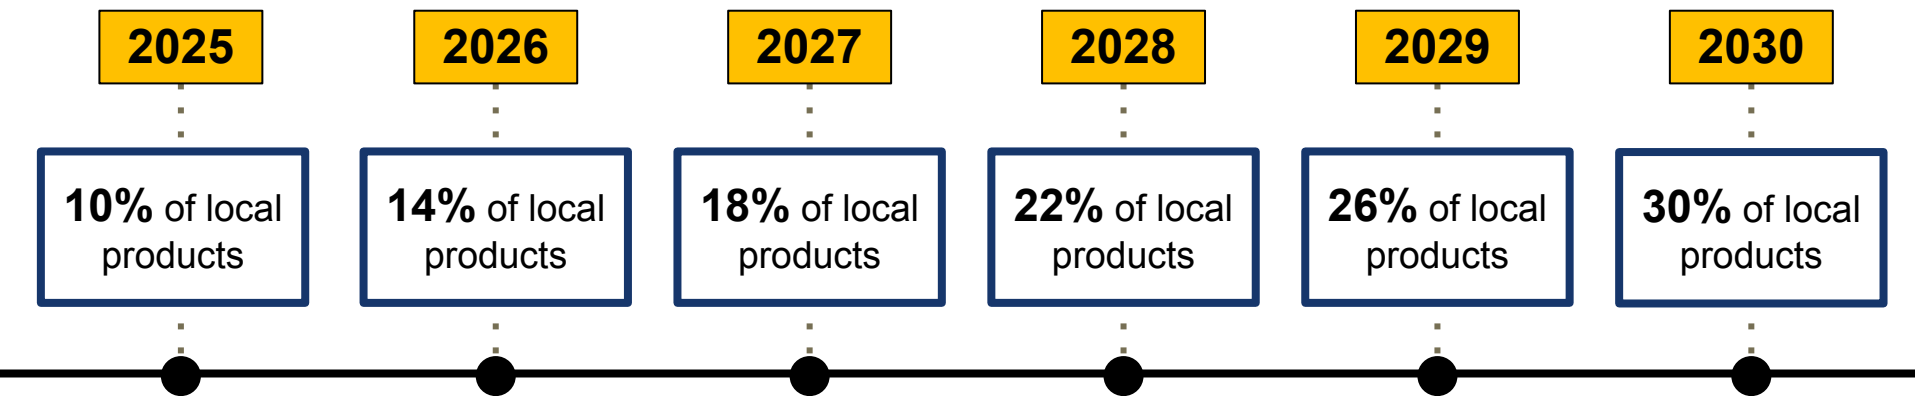 2025
2026
2027
2028
2029
2030
10% of local
products
14% of local
products
18% of local
products
22% of local
products
26% of local
products
30% of local
products